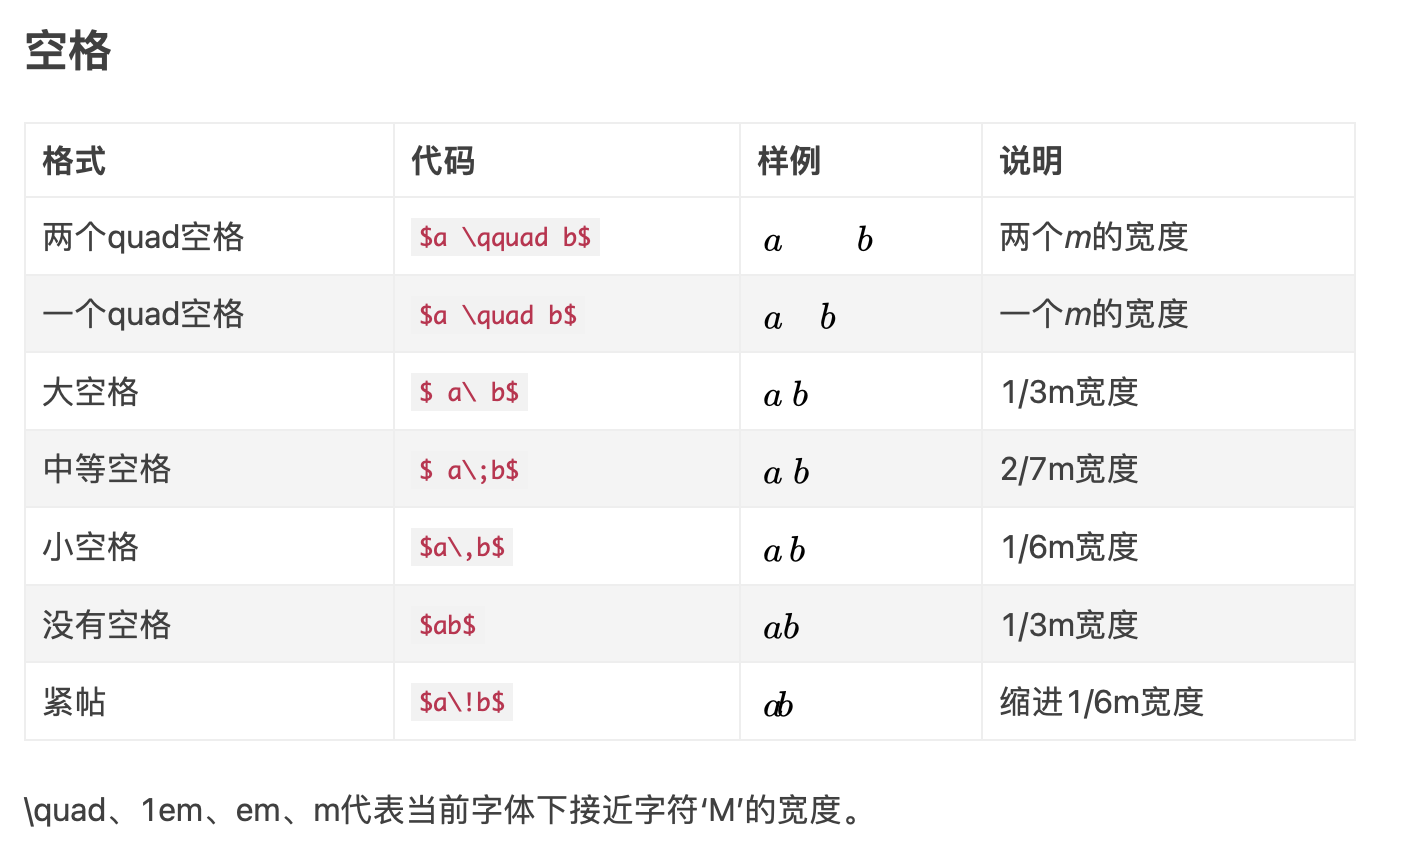 空格
格式 代码 样例 说明
两个quad空格 $a \qquad b$ a b 两个m的宽度
一个quad空格 $a \quad b$ a b 一个m的宽度
大空格 $ a\ b$ a b 1/3m宽度
中等空格 $ a\;b$ a b 2/7m宽度
小空格 $a\,b$ a b 1/6m宽度
没有空格 $ab$ ab 1/3m宽度
紧帖 $a\!b$ ab 缩进1/6m宽度
\quad、1em、em、m代表当前字体下接近字符‘M’的宽度。